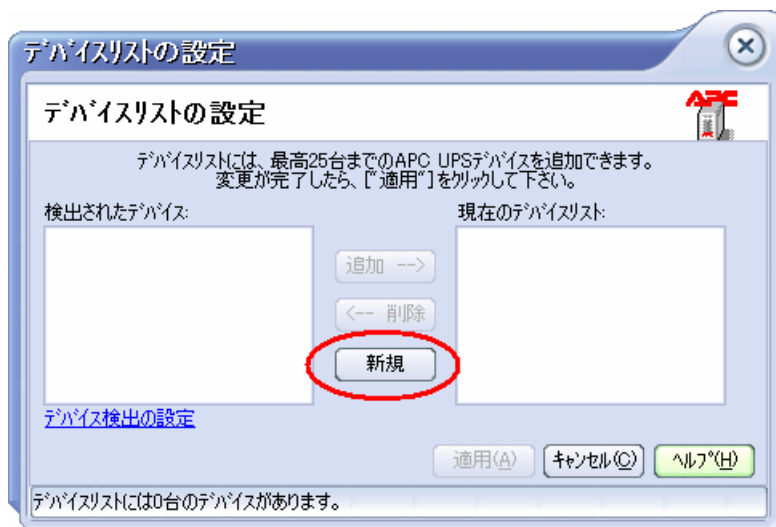 ﾃﾞﾊﾞｲｽﾘｽﾄの設定
ﾃﾞﾊﾞｲｽﾘｽﾄの設定
APC
ﾃﾞﾊﾞｲｽﾘｽﾄには、最高25台までのAPC UPSﾃﾞﾊﾞｲｽを追加できます。
変更が完了したら、["適用"]をｸﾘｯｸして下さい。
検出されたﾃﾞﾊﾞｲｽ:
現在のﾃﾞﾊﾞｲｽﾘｽﾄ:
追加 -->
<-- 削除
新規
ﾃﾞﾊﾞｲｽ検出の設定
適用(A)
ｷｬﾝｾﾙ(C)
ﾍﾙﾌﾟ(H)
ﾃﾞﾊﾞｲｽﾘｽﾄには0台のﾃﾞﾊﾞｲｽがあります。